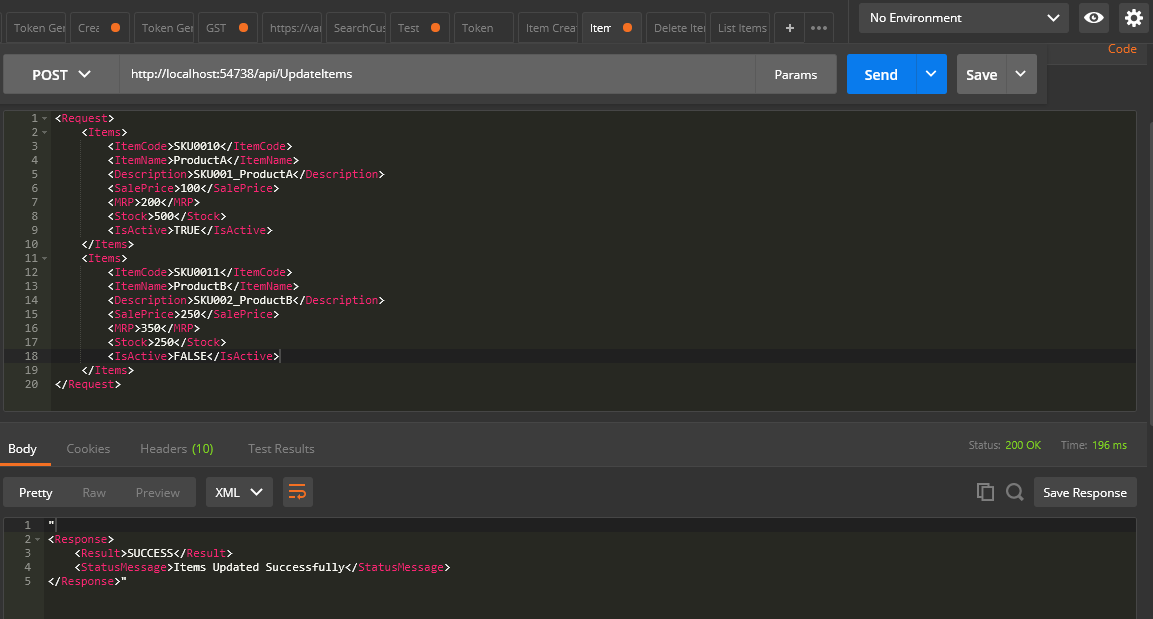 Token Ger Crea Token Ger GST https://var SearchCus Test Token Item Creat Item Delete Iter List Items + •••
No Environment
Code
POST http://localhost:54738/api/UpdateItems Params Send Save
1 <Request>
2 <Items>
3 <ItemCode>SKU0010</ItemCode>
4 <ItemName>ProductA</ItemName>
5 <Description>SKU001_ProductA</Description>
6 <SalePrice>100</SalePrice>
7 <MRP>200</MRP>
8 <Stock>500</Stock>
9 <IsActive>TRUE</IsActive>
10 </Items>
11 <Items>
12 <ItemCode>SKU0011</ItemCode>
13 <ItemName>ProductB</ItemName>
14 <Description>SKU002_ProductB</Description>
15 <SalePrice>250</SalePrice>
16 <MRP>350</MRP>
17 <Stock>250</Stock>
18 <IsActive>FALSE</IsActive>
19 </Items>
20 </Request>
Body Cookies Headers (10) Test Results Status: 200 OK Time: 196 ms
Pretty Raw Preview XML Save Response
1 "
2 <Response>
3 <Result>SUCCESS</Result>
4 <StatusMessage>Items Updated Successfully</StatusMessage>
5 </Response>"